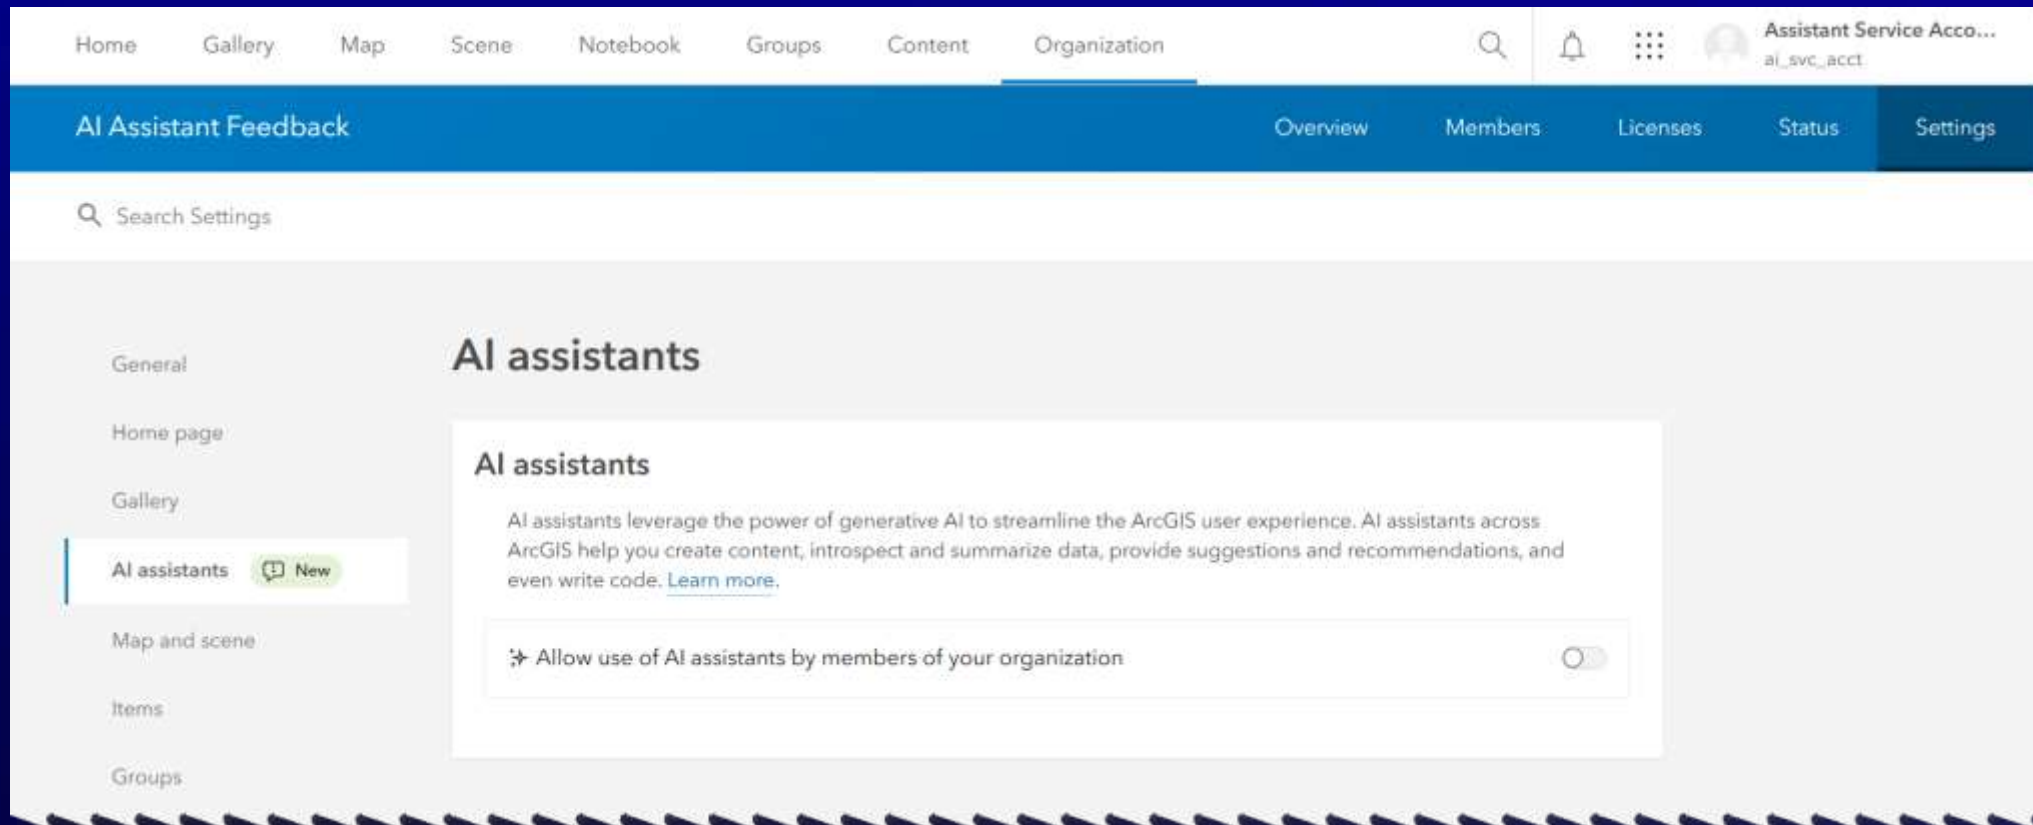 Home Gallery Map Scene Notebook Groups Content Organization
Assistant Service Acco...
ai_svc_acct
AI Assistant Feedback
Overview Members Licenses Status Settings
Search Settings
General
Home page
Gallery
AI assistants New
Map and scene
Items
Groups
AI assistants
AI assistants
AI assistants leverage the power of generative AI to streamline the ArcGIS user experience. AI assistants across
ArcGIS help you create content, introspect and summarize data, provide suggestions and recommendations, and
even write code. Learn more.
Allow use of AI assistants by members of your organization